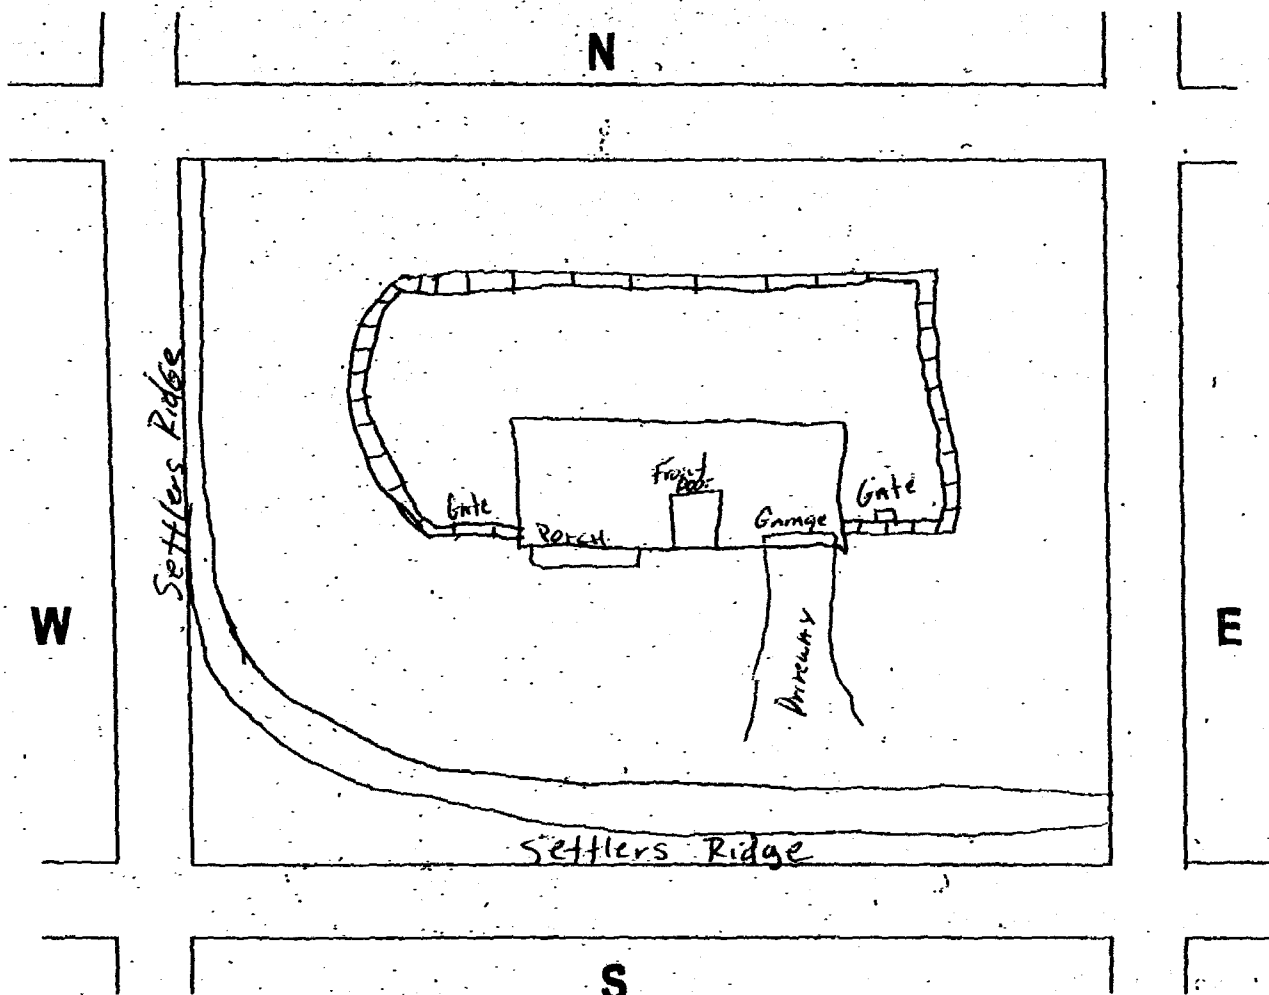 N
Settlers Ridge
Front
Door
Gate
Gate
Porch
Garage
W
E
Driveway
Settlers Ridge
S